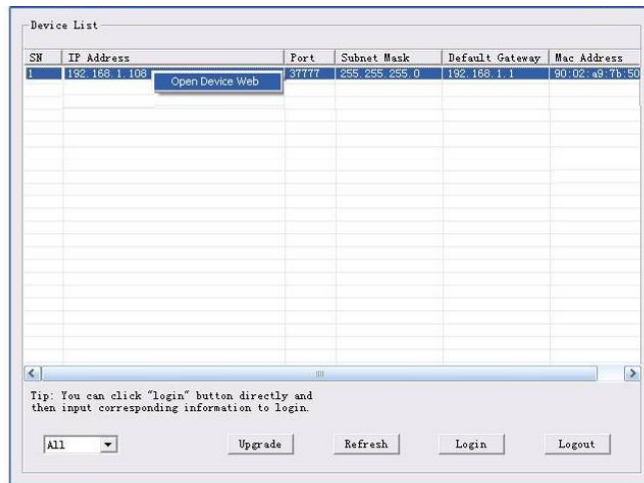 Device List
SN IP Address Port Subnet Mask Default Gateway Mac Address
1 192.168.1.108 37777 255.255.255.0 192.168.1.1 90:02:a9:7b:50
Open Device Web
Tip: You can click "login" button directly and
then input corresponding information to login.
All Upgrade Refresh Login Logout